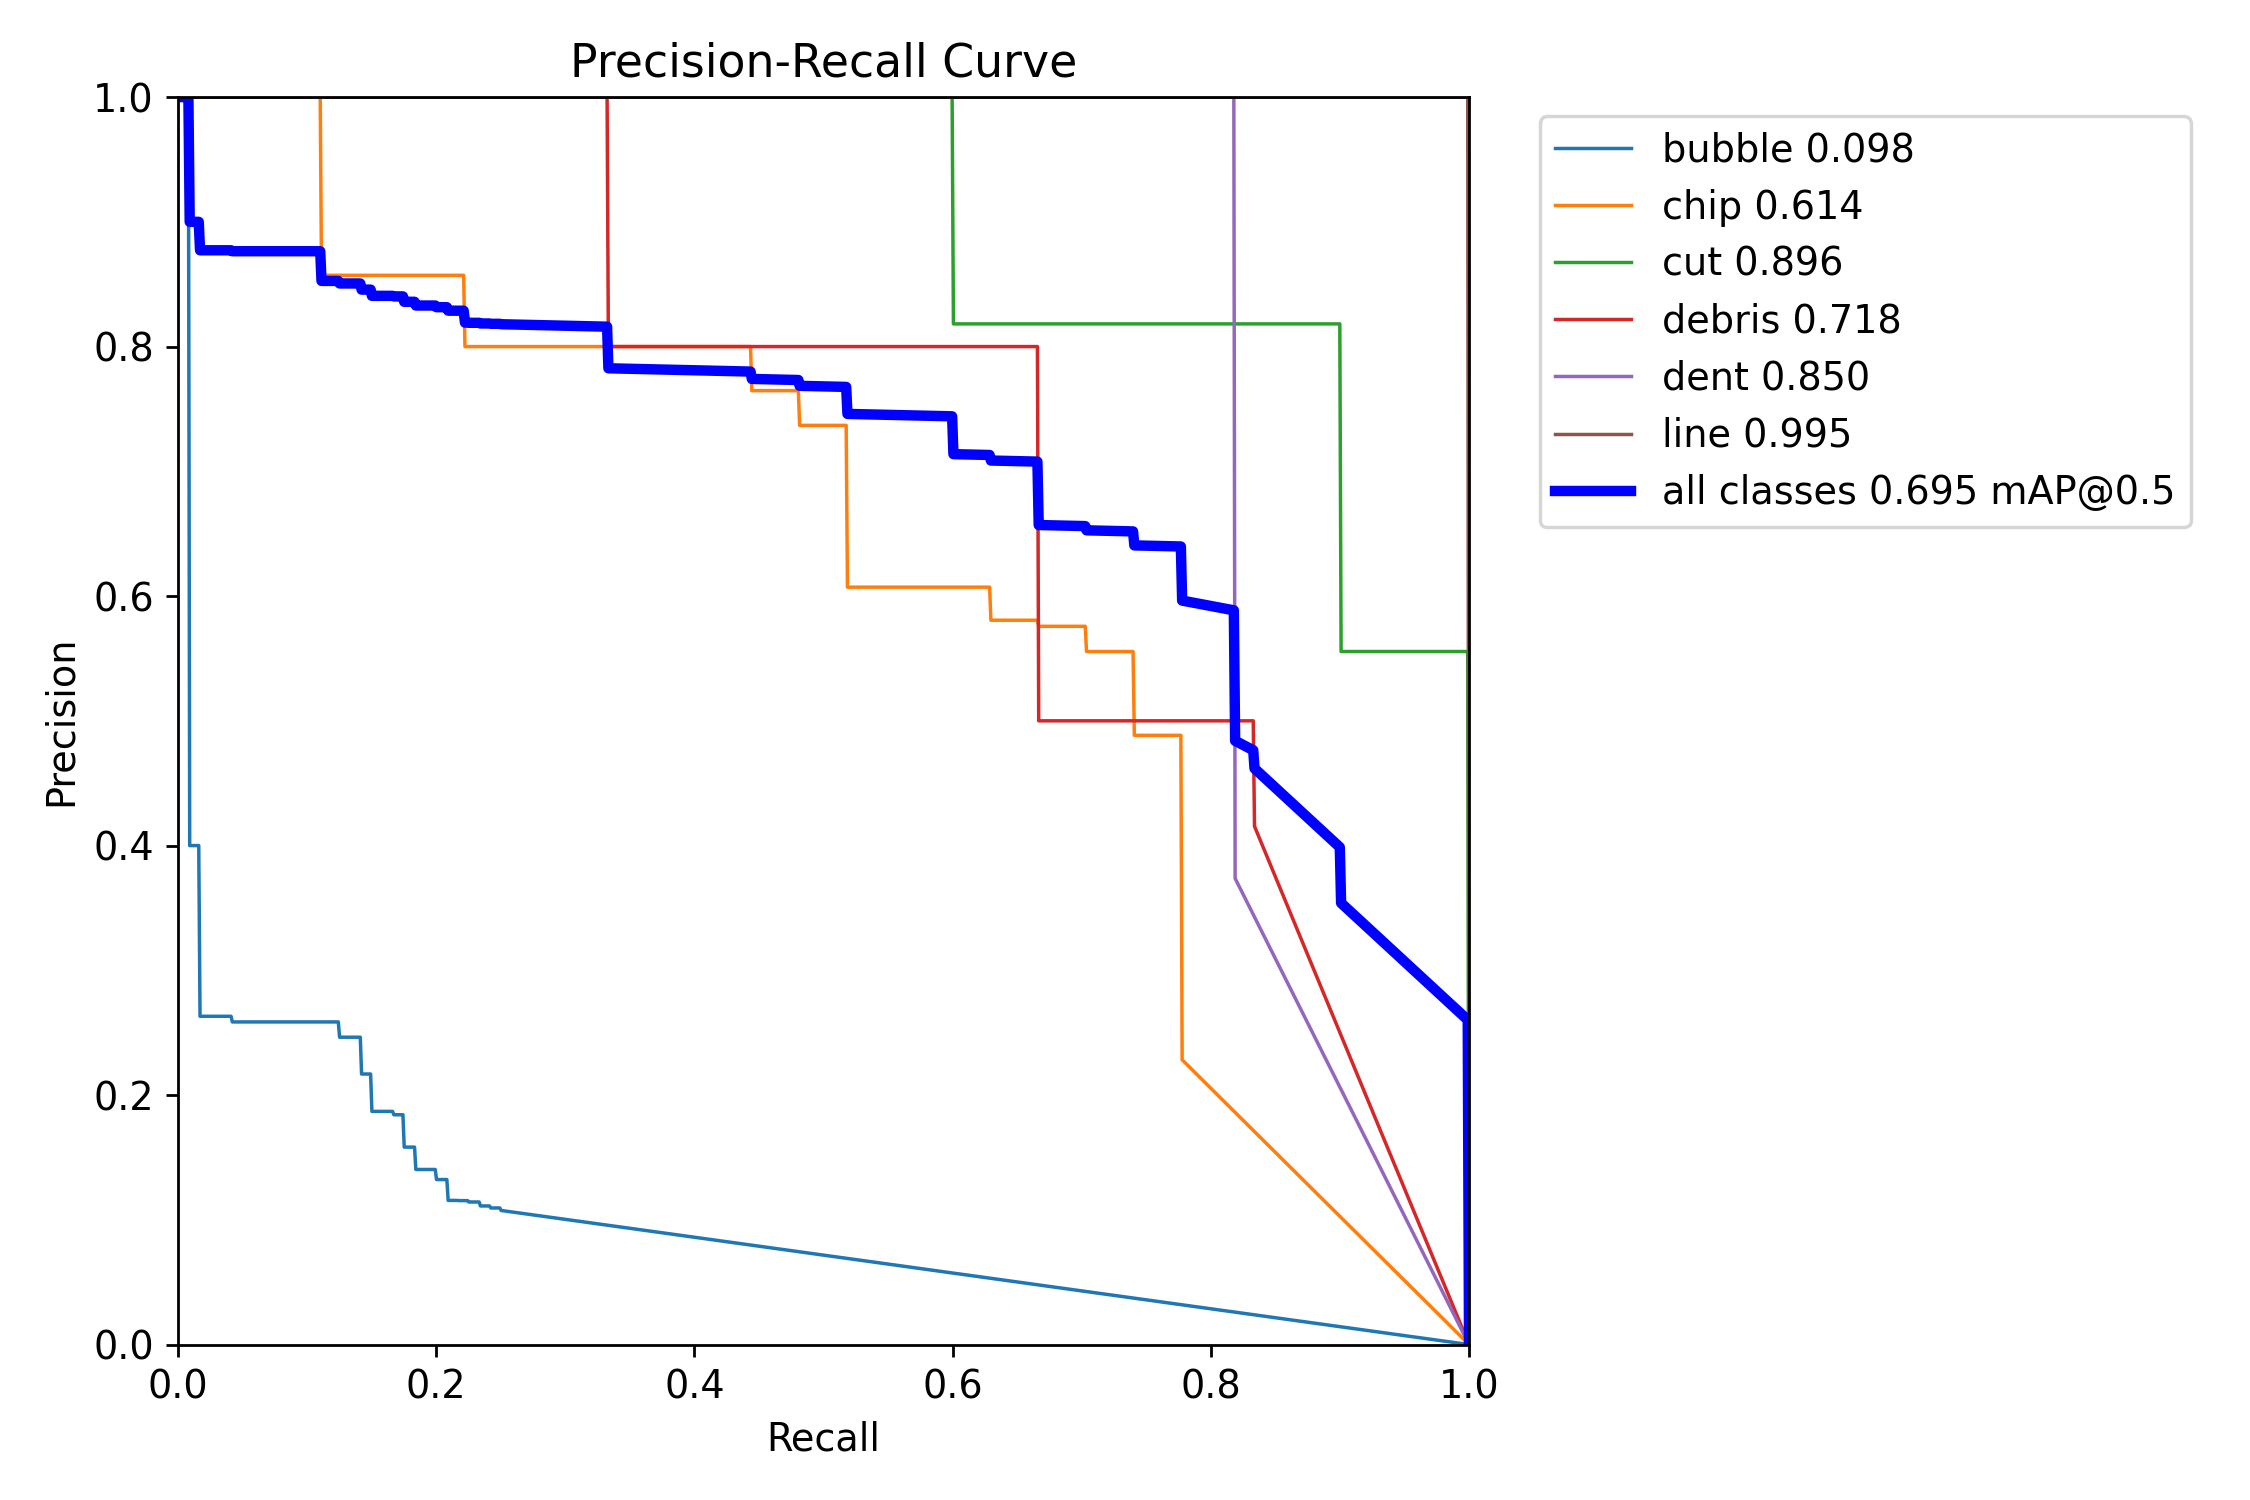 Precision-Recall Curve
1.0
0.8
0.6
0.4
0.2
0.0
Precision
0.0 0.2 0.4 0.6 0.8 1.0
Recall
bubble 0.098
chip 0.614
cut 0.896
debris 0.718
dent 0.850
line 0.995
all classes 0.695 mAP@0.5